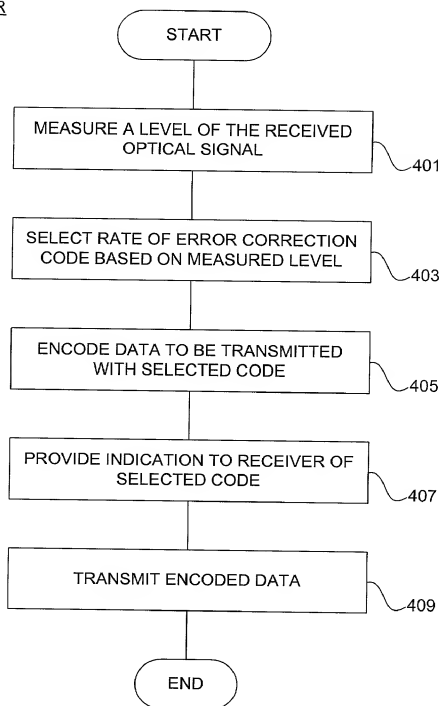 START
MEASURE A LEVEL OF THE RECEIVED
OPTICAL SIGNAL
401
SELECT RATE OF ERROR CORRECTION
CODE BASED ON MEASURED LEVEL
403
ENCODE DATA TO BE TRANSMITTED
WITH SELECTED CODE
405
PROVIDE INDICATION TO RECEIVER OF
SELECTED CODE
407
TRANSMIT ENCODED DATA
409
END